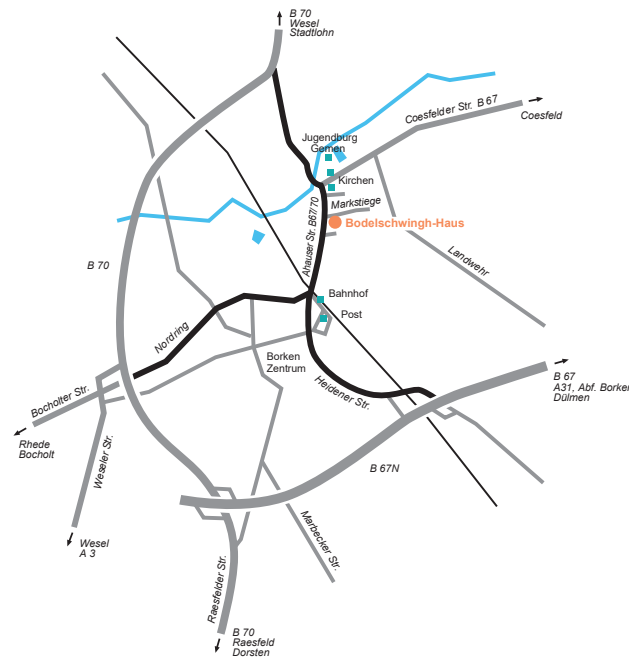 B 70
Wesel
Stadtlohn
Coesfelder Str. B 67
Coesfeld
Jugendburg
Gemen
Kirchen
Markstiege
Bodelschwingh-Haus
Ahauser Str. B67/70
Landwehr
B 70
Bahnhof
Post
Nordring
Borken
Zentrum
Heidener Str.
B 67
A31, Abf. Borken
Dülmen
Bocholter Str.
Rhede
Bocholt
Weseler Str.
B 67N
Marbecker Str.
Wesel
A 3
Raesfelder Str.
B 70
Raesfeld
Dorsten